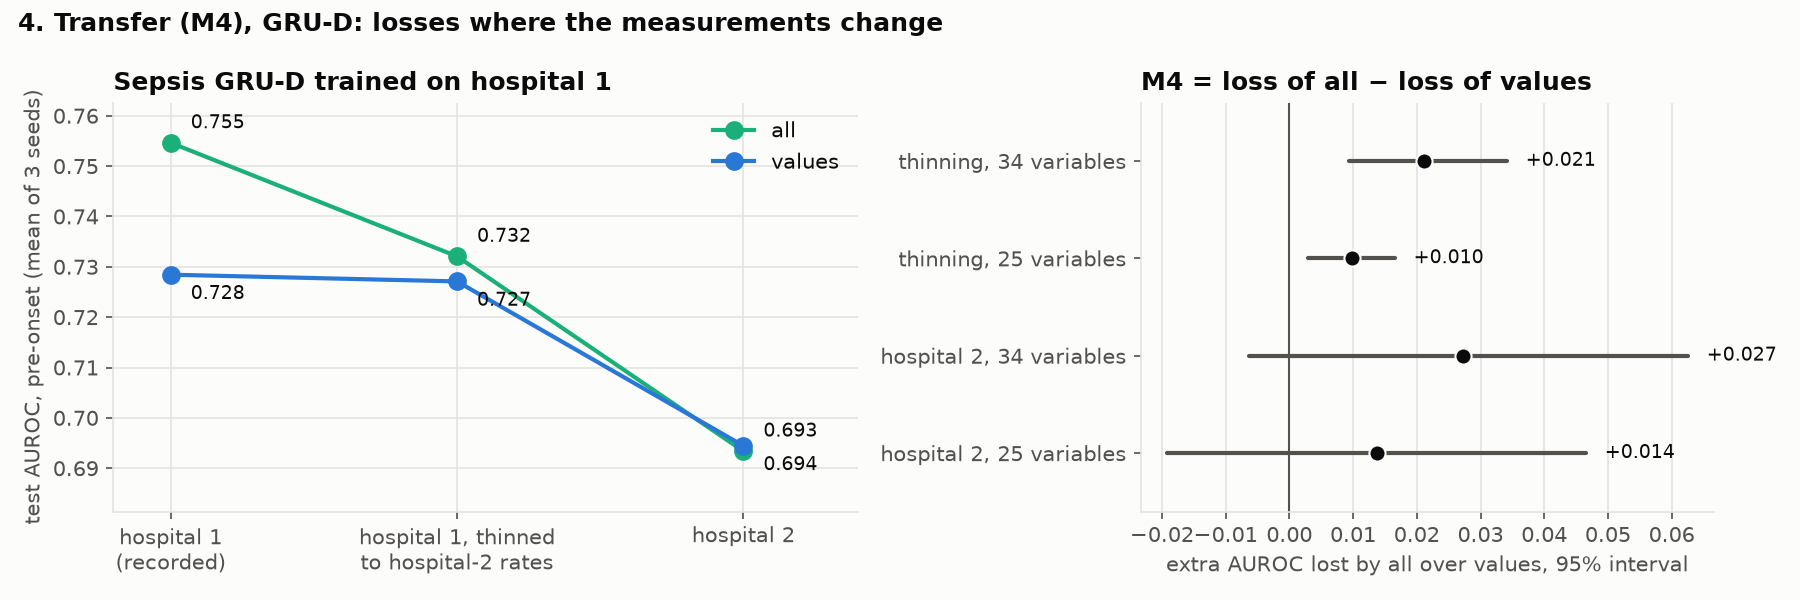 4. Transfer (M4), GRU-D: losses where the measurements change
Sepsis GRU-D trained on hospital 1
test AUROC, pre-onset (mean of 3 seeds)
0.76
0.75
0.74
0.73
0.72
0.71
0.70
0.69
0.755
0.728
0.732
0.727
0.693
0.694
all
values
hospital 1
(recorded)
hospital 1, thinned
to hospital-2 rates
hospital 2
M4 = loss of all − loss of values
thinning, 34 variables
+0.021
thinning, 25 variables
+0.010
hospital 2, 34 variables
+0.027
hospital 2, 25 variables
+0.014
−0.02 −0.01 0.00 0.01 0.02 0.03 0.04 0.05 0.06
extra AUROC lost by all over values, 95% interval